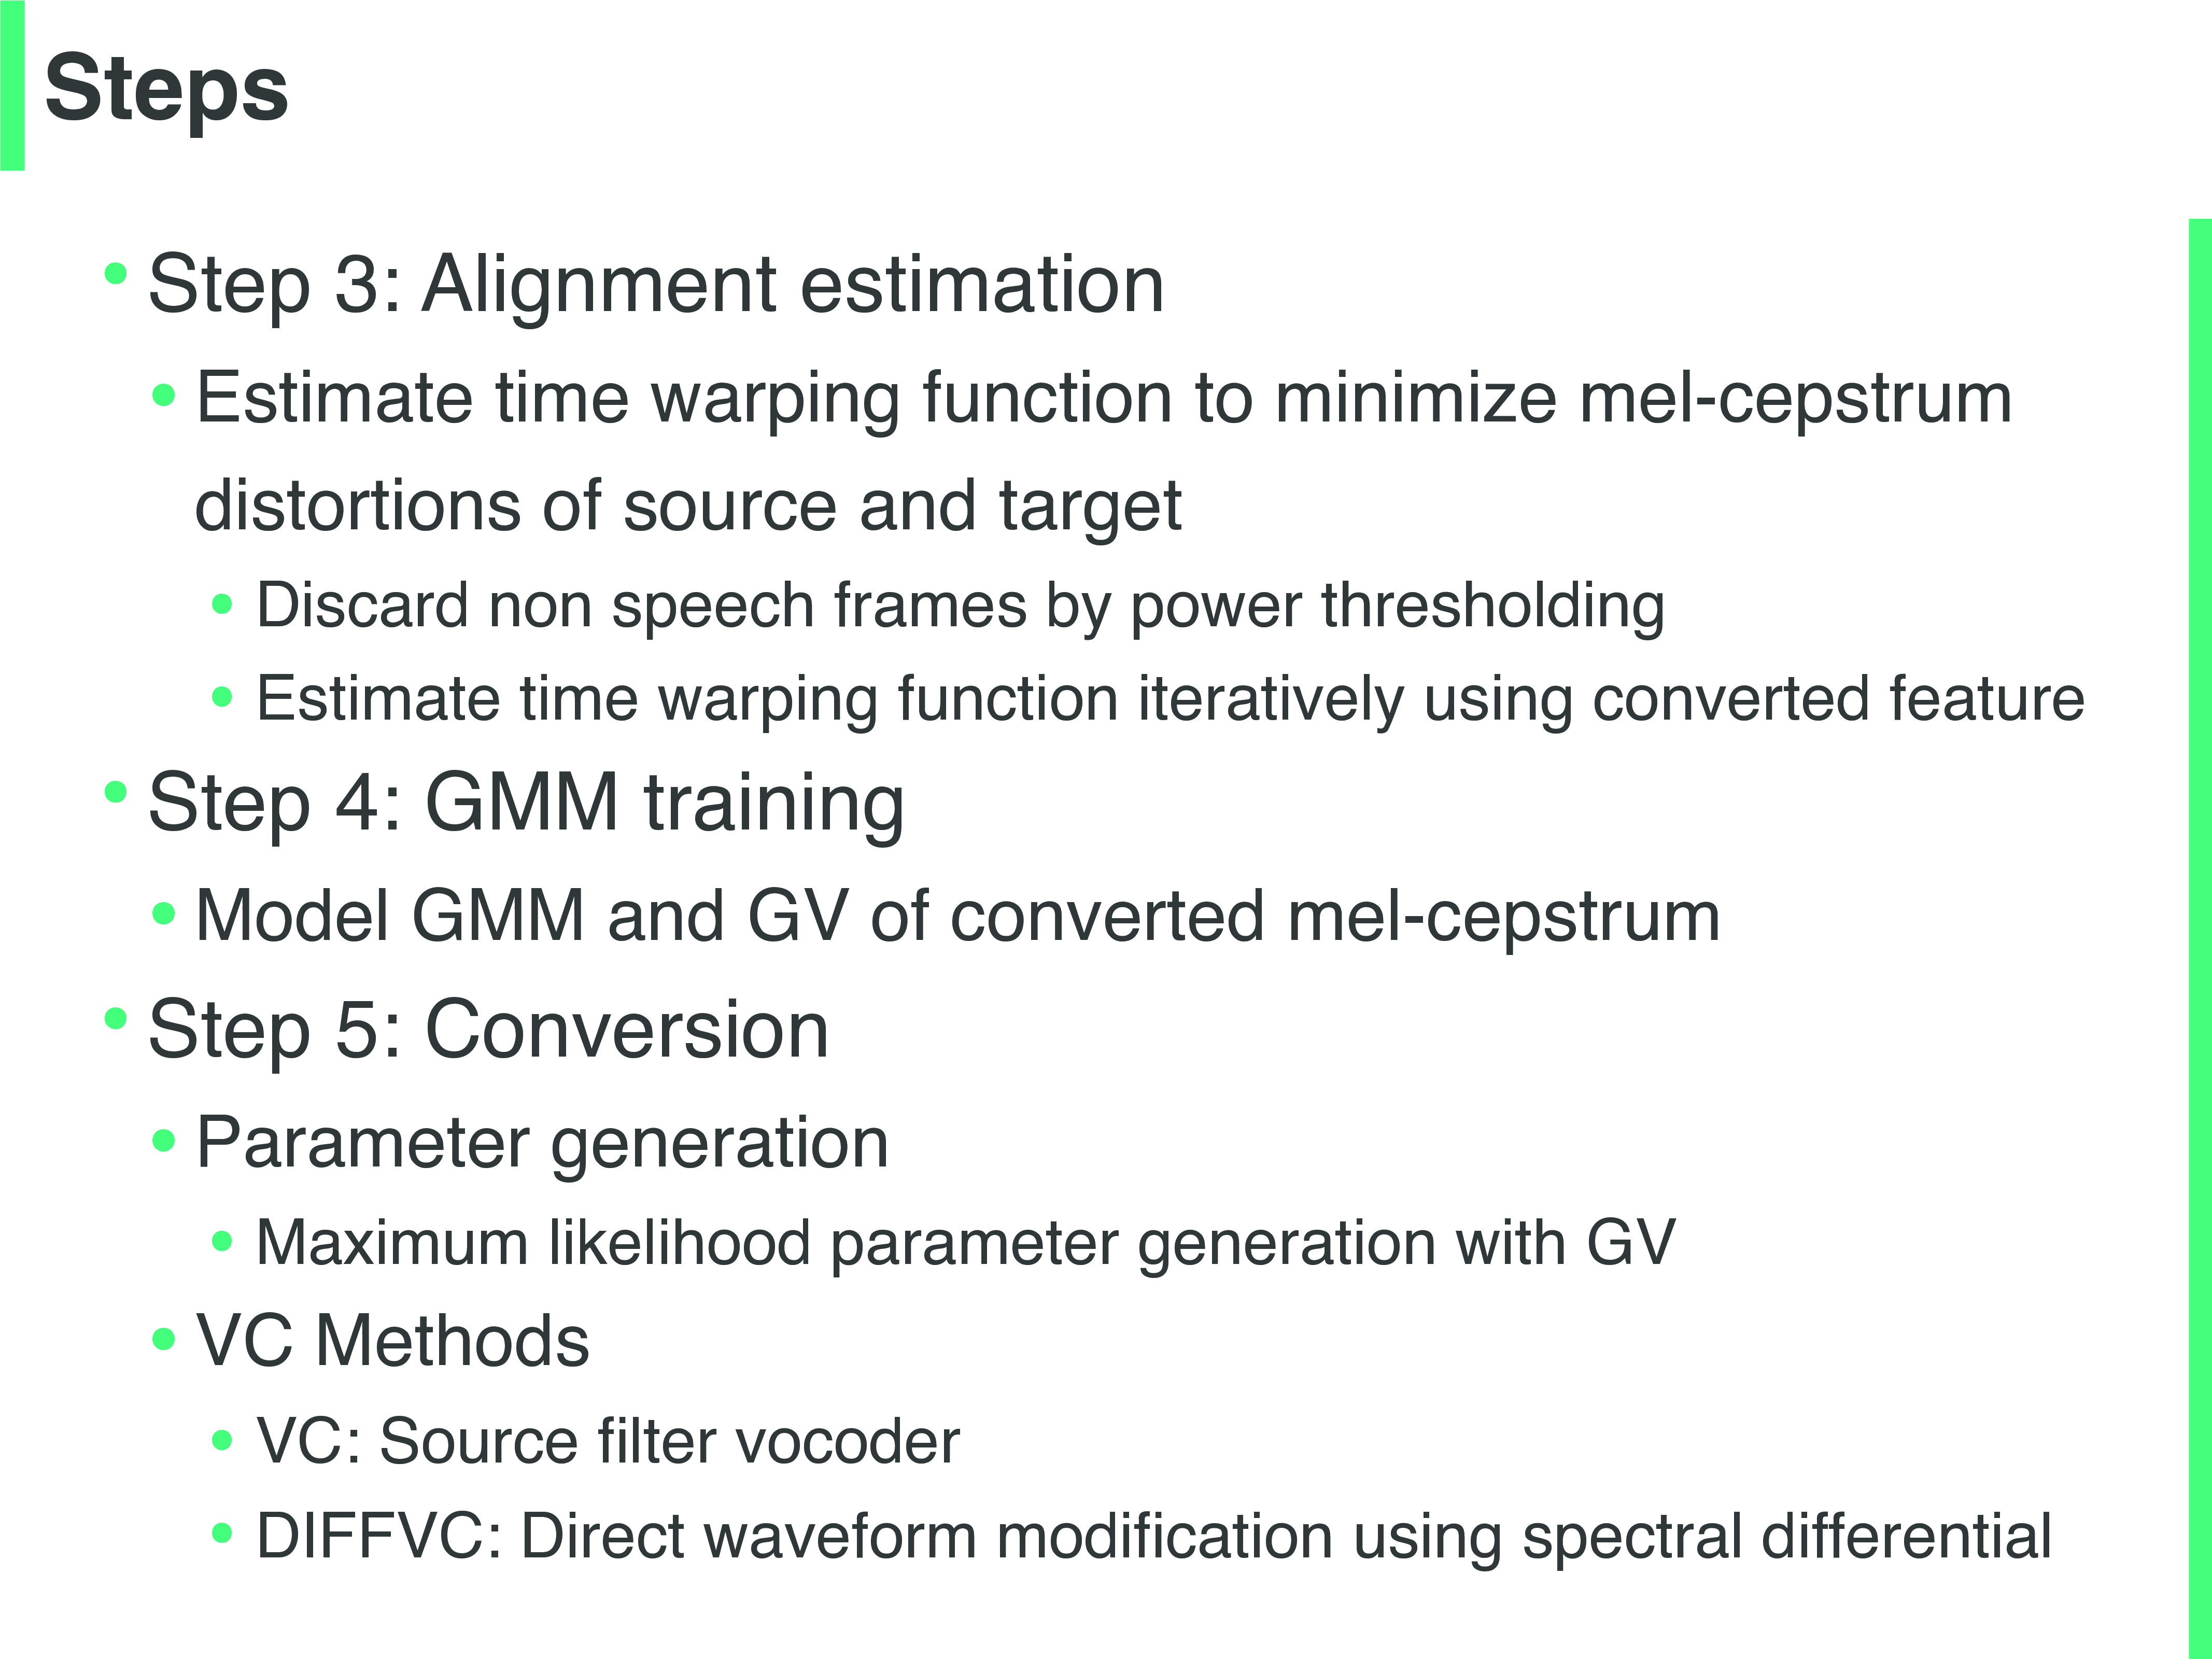 Steps
• Step 3: Alignment estimation
• Estimate time warping function to minimize mel-cepstrum
distortions of source and target
• Discard non speech frames by power thresholding
• Estimate time warping function iteratively using converted feature
• Step 4: GMM training
• Model GMM and GV of converted mel-cepstrum
• Step 5: Conversion
• Parameter generation
• Maximum likelihood parameter generation with GV
• VC Methods
• VC: Source filter vocoder
• DIFFVC: Direct waveform modification using spectral differential